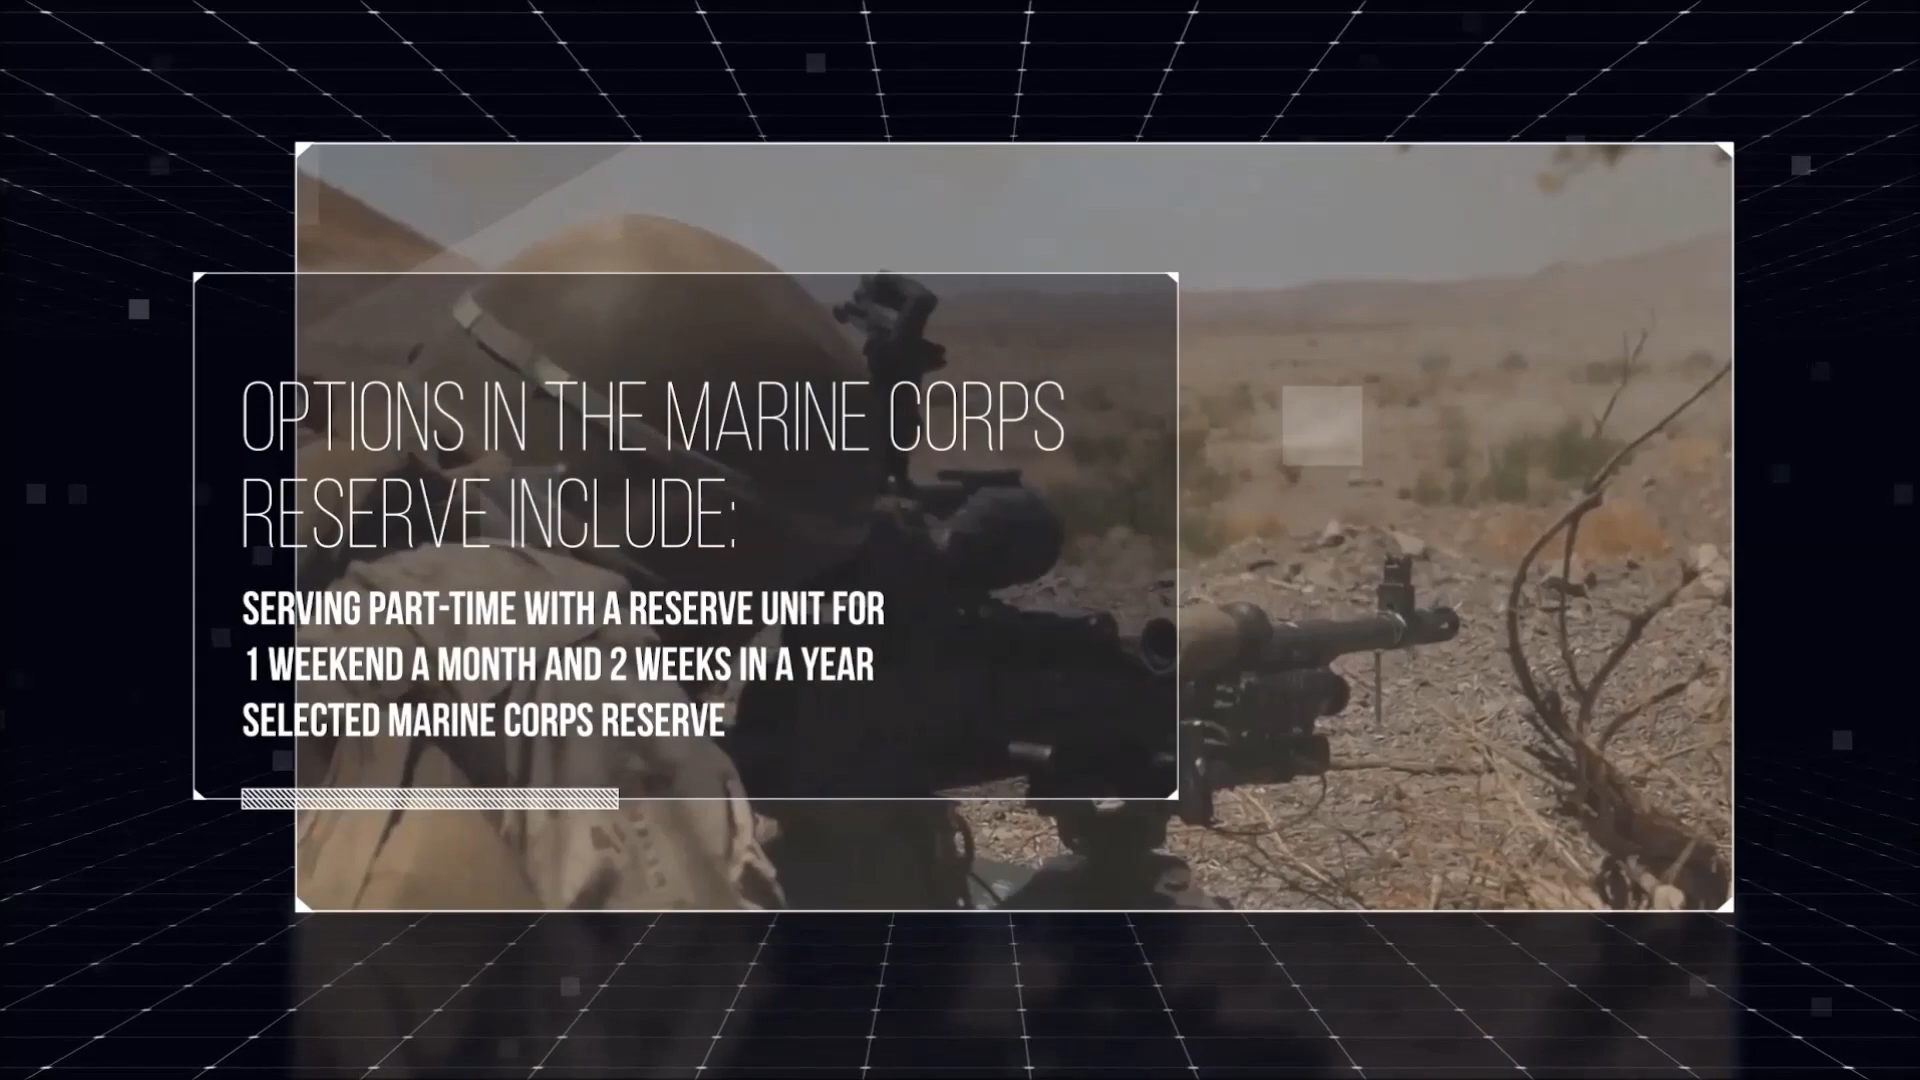 OPTIONS IN THE MARINE CORPS
RESERVE INCLUDE:
SERVING PART-TIME WITH A RESERVE UNIT FOR
1 WEEKEND A MONTH AND 2 WEEKS IN A YEAR
SELECTED MARINE CORPS RESERVE